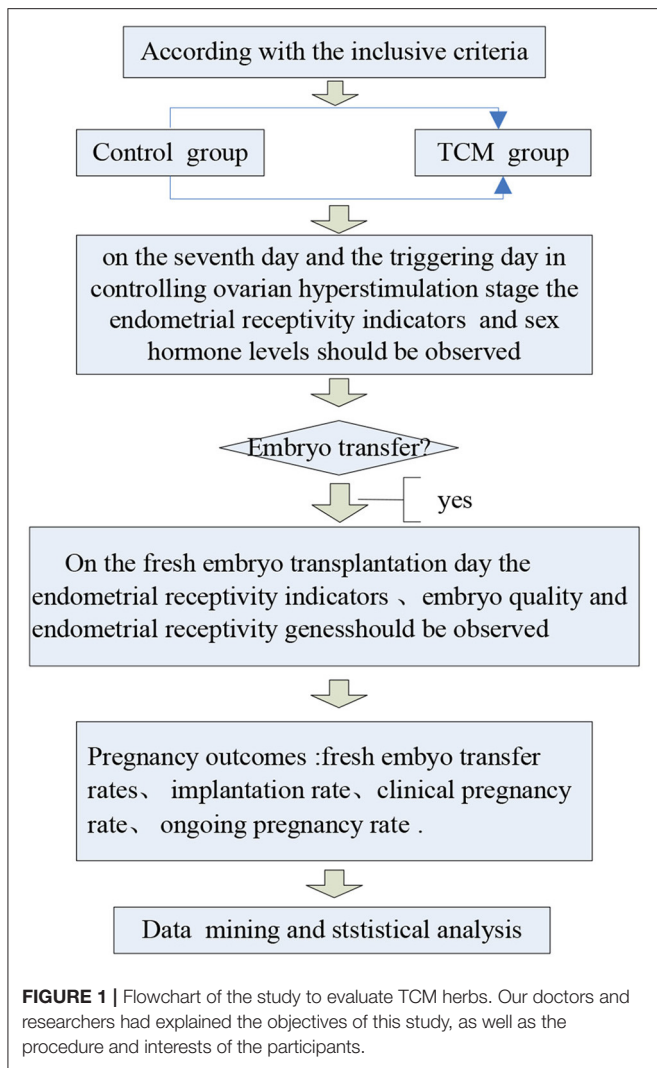 According with the inclusive criteria
Control group
TCM group
on the seventh day and the triggering day in
controlling ovarian hyperstimulation stage the
endometrial receptivity indicators and sex
hormone levels should be observed
Embryo transfer?
yes
On the fresh embryo transplantation day the
endometrial receptivity indicators 、embryo quality and
endometrial receptivity genesshould be observed
Pregnancy outcomes :fresh embyo transfer
rates、 implantation rate、clinical pregnancy
rate、 ongoing pregnancy rate .
Data mining and ststistical analysis
FIGURE 1 | Flowchart of the study to evaluate TCM herbs. Our doctors and
researchers had explained the objectives of this study, as well as the
procedure and interests of the participants.